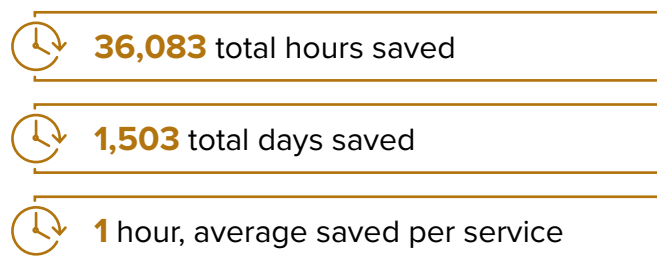 36,083 total hours saved
1,503 total days saved
1 hour, average saved per service